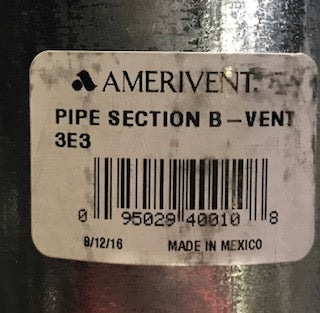 AMERIVENT.
PIPE SECTION B-VENT
3E3
0 95029 40010 8
8/12/16 MADE IN MEXICO